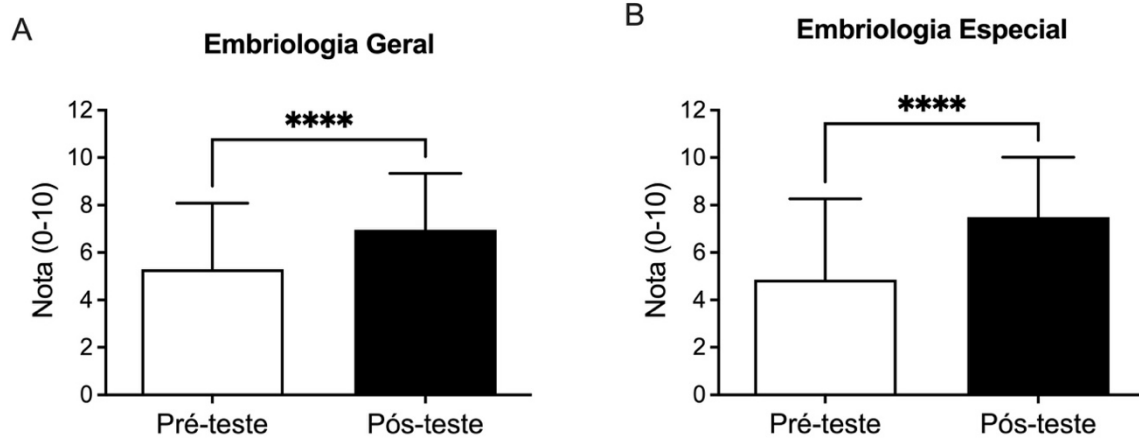 A
Embriologia Geral
****
Nota (0-10)
12
10
8
6
4
2
0
Pré-teste
Pós-teste
B
Embriologia Especial
****
Nota (0-10)
12
10
8
6
4
2
0
Pré-teste
Pós-teste